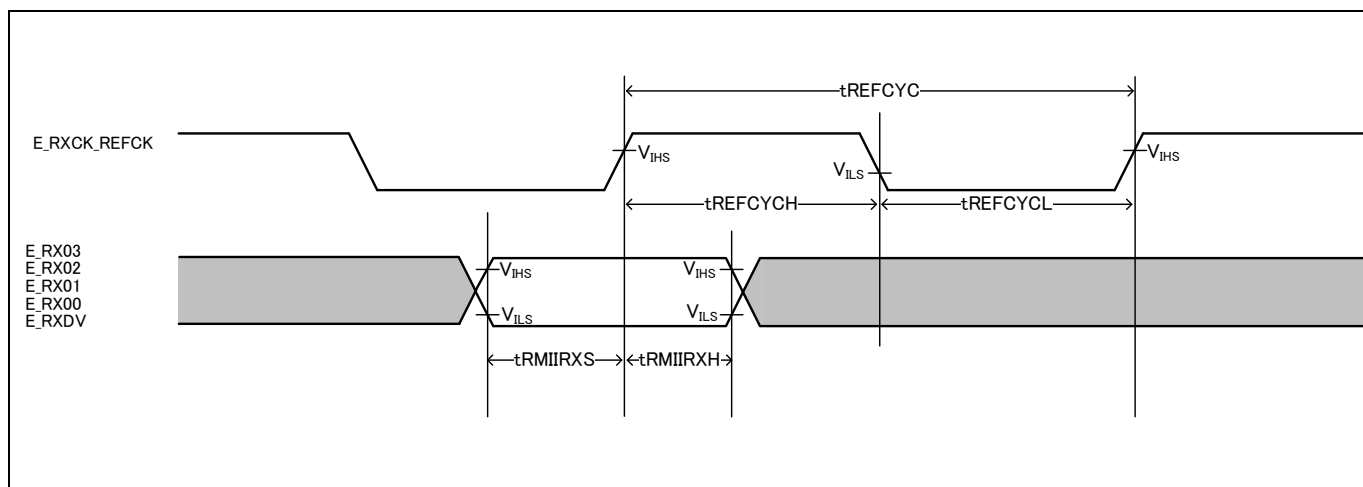 tREFCYC
E_RXCK_REFCK
VIHS
VILS
VIHS
tREFCYCH
tREFCYCL
E_RX03
E_RX02
E_RX01
E_RX00
E_RXDV
VIHS
VIHS
VILS
VILS
tRMIIRXS
tRMIIRXH